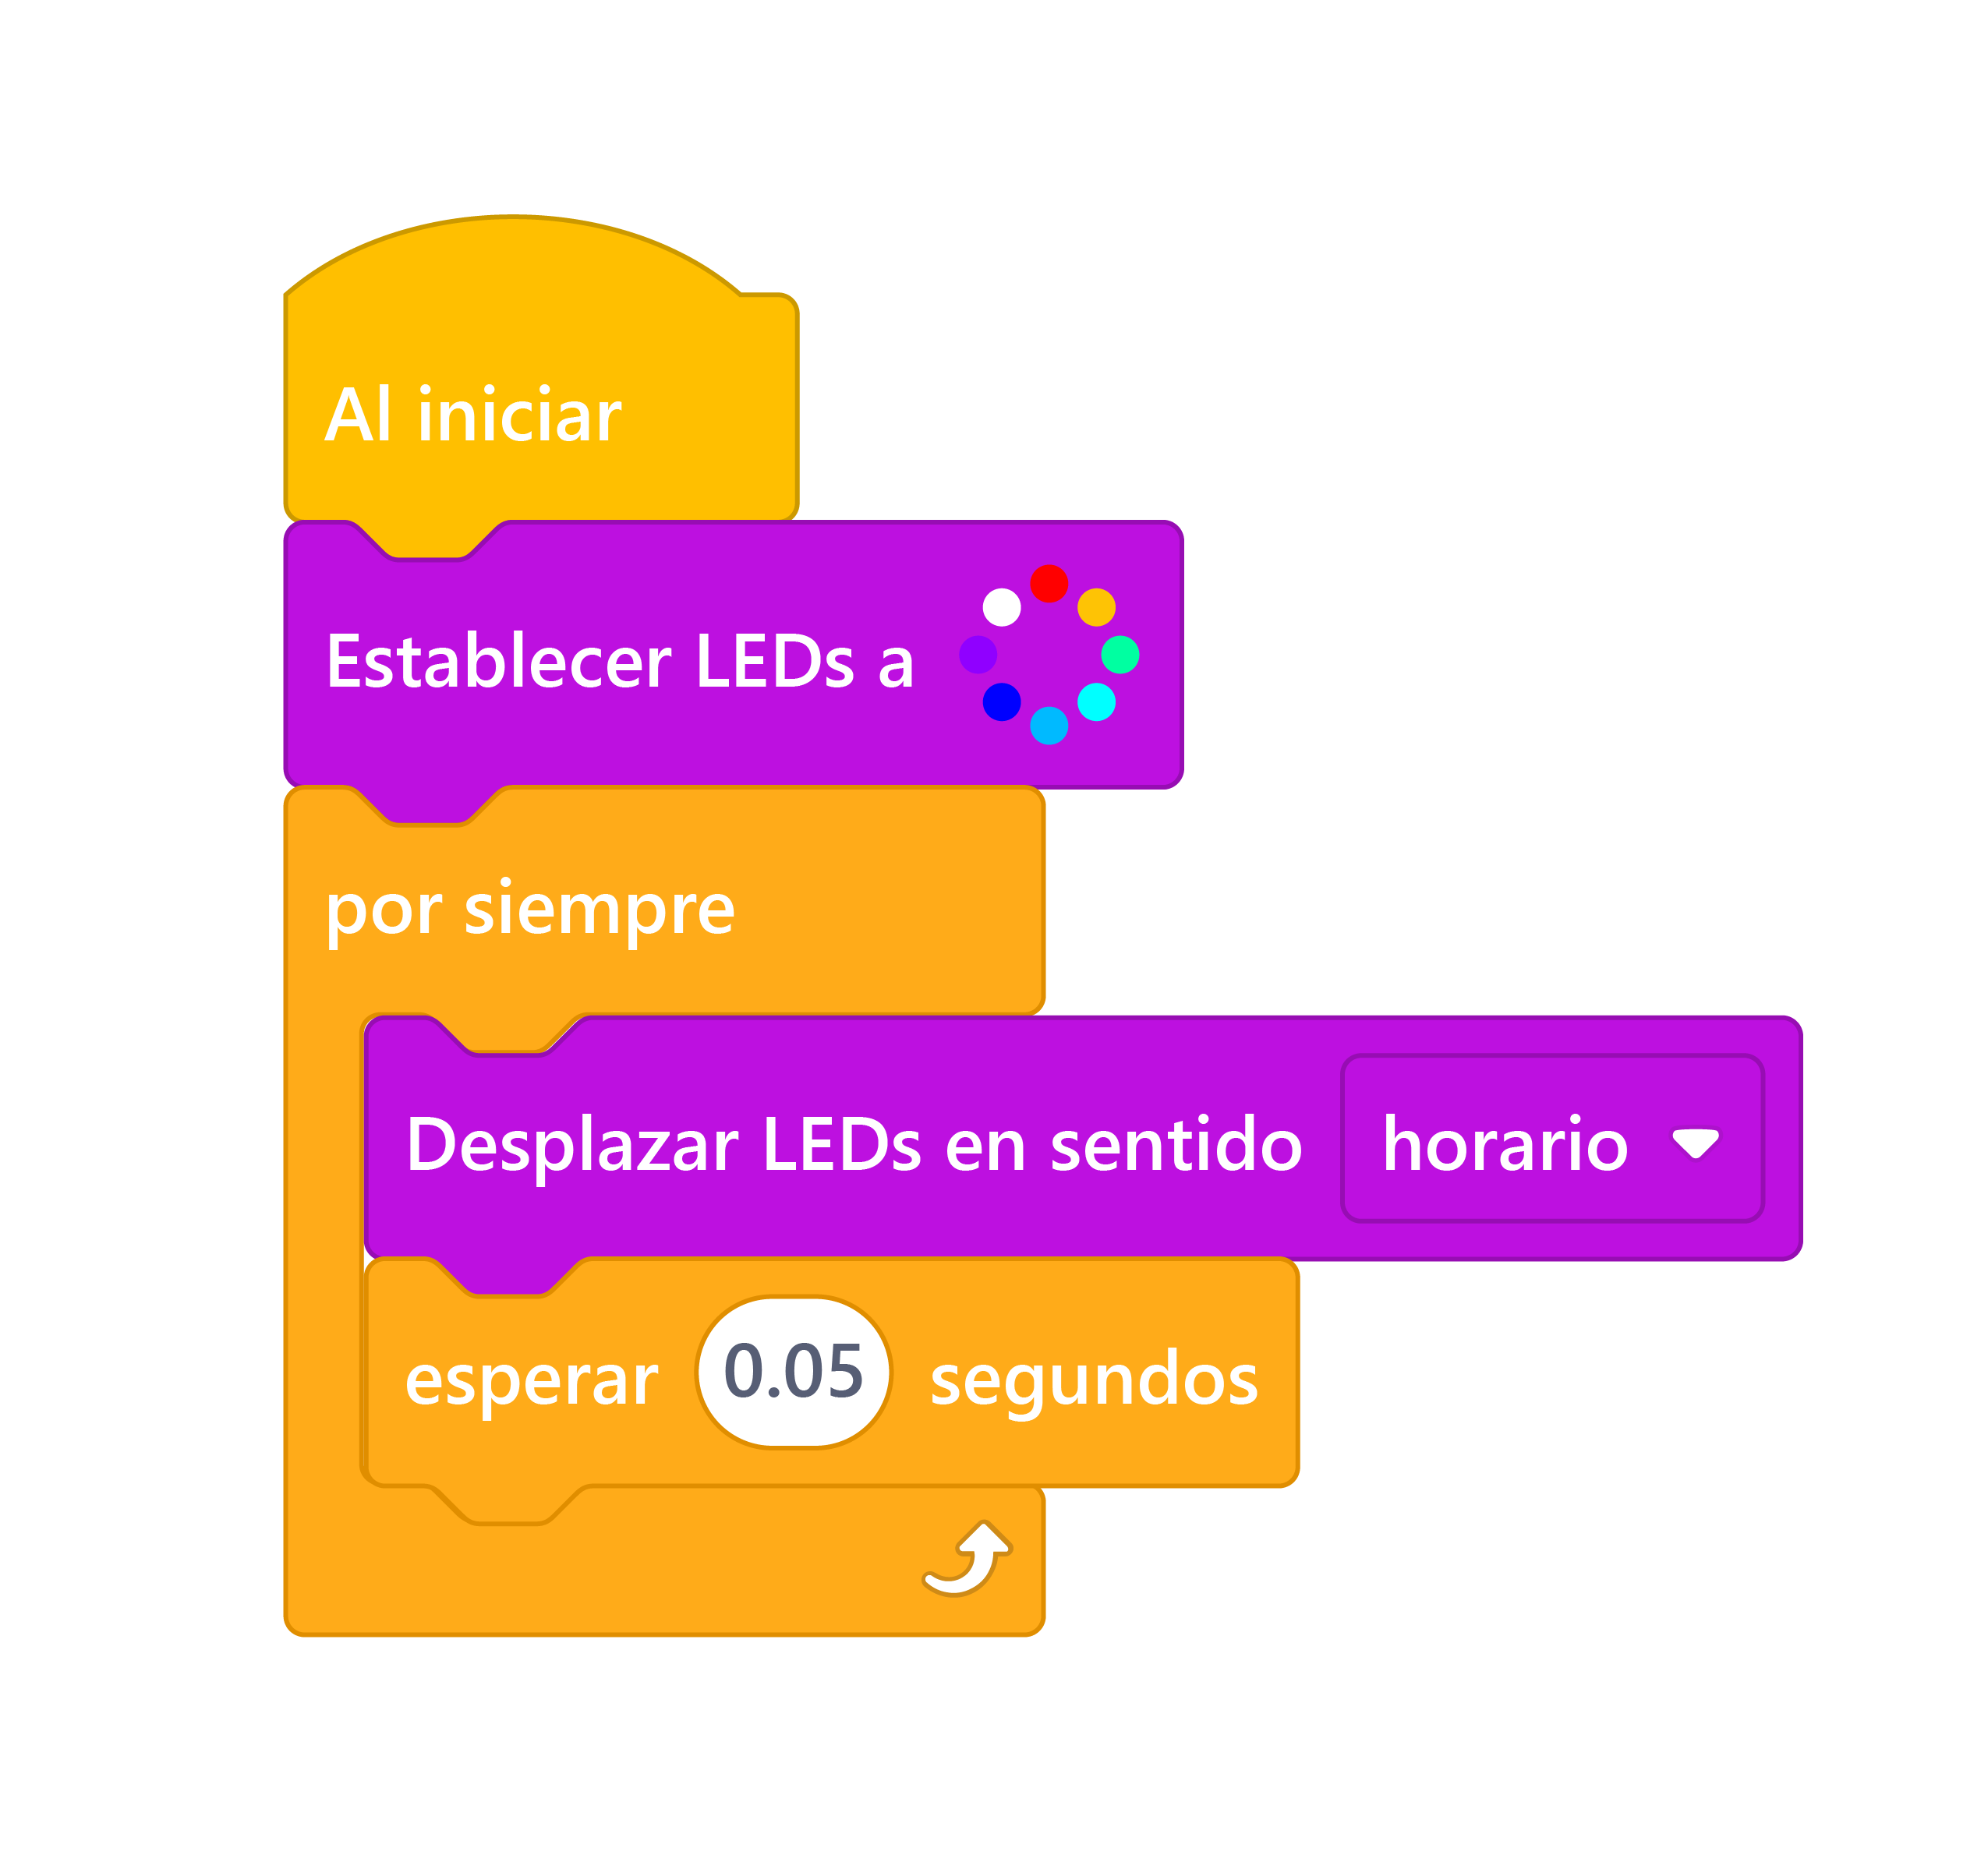 Al iniciar
Establecer LEDs a
por siempre
Desplazar LEDs en sentido horario
esperar 0.05 segundos